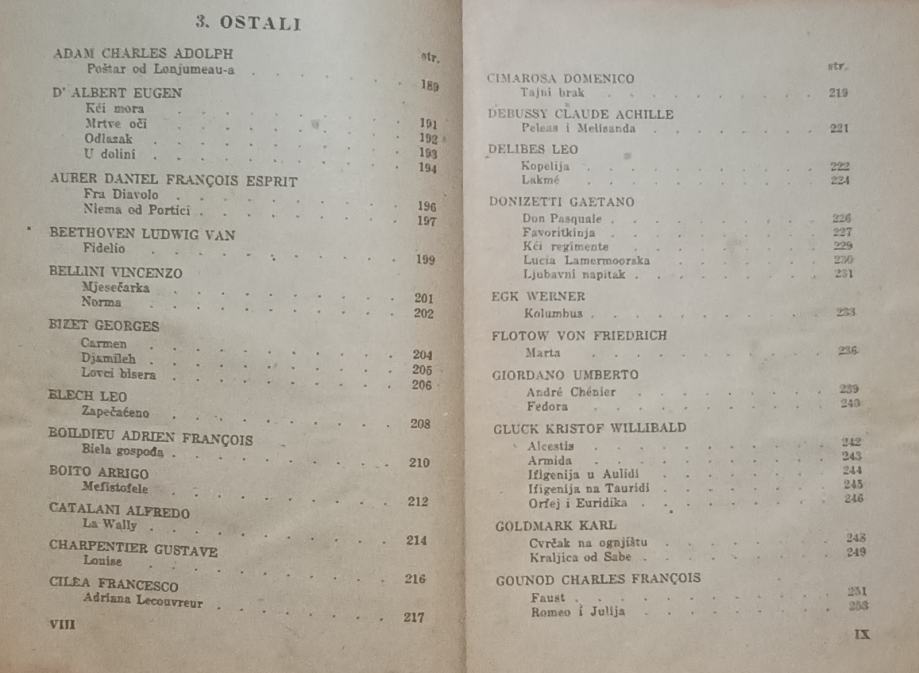 3. OSTALI
str.
ADAM CHARLES ADOLPH
Poštar od Lonjumeau-a . . . . . . 189
D' ALBERT EUGEN
Kći mora . . . . . . 191
Mrtve oči . . . . . . 192
Odlazak . . . . . . 193
U dolini . . . . . . 194
AUBER DANIEL FRANÇOIS ESPRIT
Fra Diavolo . . . . . . 196
Niema od Portici . . . . . . 197
BEETHOVEN LUDWIG VAN
Fidelio . . . . . . 199
BELLINI VINCENZO
Mjesečarka . . . . . . 201
Norma . . . . . . 202
BIZET GEORGES
Carmen . . . . . . 204
Djamileh . . . . . . 205
Lovci bisera . . . . . . 206
BLECH LEO
Zapečaćeno . . . . . . 208
BOILDIEU ADRIEN FRANÇOIS
Biela gospođa . . . . . . 210
BOITO ARRIGO
Mefistofele . . . . . . 212
CATALANI ALFREDO
La Wally . . . . . . 214
CHARPENTIER GUSTAVE
Louise . . . . . . 216
CILEA FRANCESCO
Adriana Lecouvreur . . . . . . 217
VIII
str.
CIMAROSA DOMENICO
Tajni brak . . . . . . 219
DEBUSSY CLAUDE ACHILLE
Peleas i Melisanda . . . . . . 221
DELIBES LEO
Kopelija . . . . . . 222
Lakmé . . . . . . 224
DONIZETTI GAETANO
Don Pasquale . . . . . . 226
Favoritkinja . . . . . . 227
Kći regimente . . . . . . 229
Lucia Lamermoorska . . . . . . 230
Ljubavni napitak . . . . . . 231
EGK WERNER
Kolumbus . . . . . . 233
FLOTOW VON FRIEDRICH
Marta . . . . . . 236
GIORDANO UMBERTO
André Chénier . . . . . . 239
Fedora . . . . . . 240
GLUCK KRISTOF WILLIBALD
Alcestis . . . . . . 242
Armida . . . . . . 243
Ifigenija u Aulidi . . . . . . 244
Ifigenija na Tauridi . . . . . . 245
Orfej i Euridika . . . . . . 246
GOLDMARK KARL
Cvrčak na ognjištu . . . . . . 248
Kraljica od Sabe . . . . . . 249
GOUNOD CHARLES FRANÇOIS
Faust . . . . . . 251
Romeo i Julija . . . . . . 253
IX